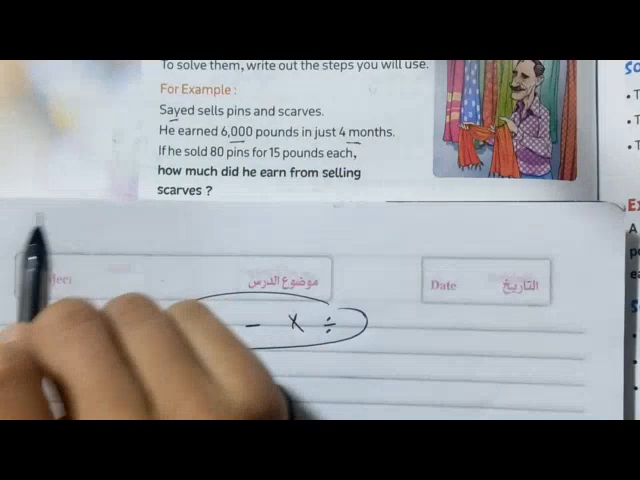 To solve them, write out the steps you will use.
For Example :
Sayed sells pins and scarves.
He earned 6,000 pounds in just 4 months.
If he sold 80 pins for 15 pounds each,
how much did he earn from selling
scarves ?
موضوع الدرس
Date التاريخ
− × ÷